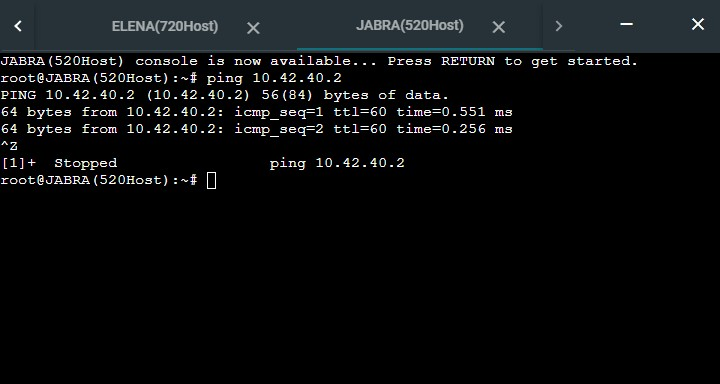 ELENA(720Host) JABRA(520Host)
JABRA(520Host) console is now available... Press RETURN to get started.
root@JABRA(520Host):~# ping 10.42.40.2
PING 10.42.40.2 (10.42.40.2) 56(84) bytes of data.
64 bytes from 10.42.40.2: icmp_seq=1 ttl=60 time=0.551 ms
64 bytes from 10.42.40.2: icmp_seq=2 ttl=60 time=0.256 ms
^Z
[1]+  Stopped                 ping 10.42.40.2
root@JABRA(520Host):~#